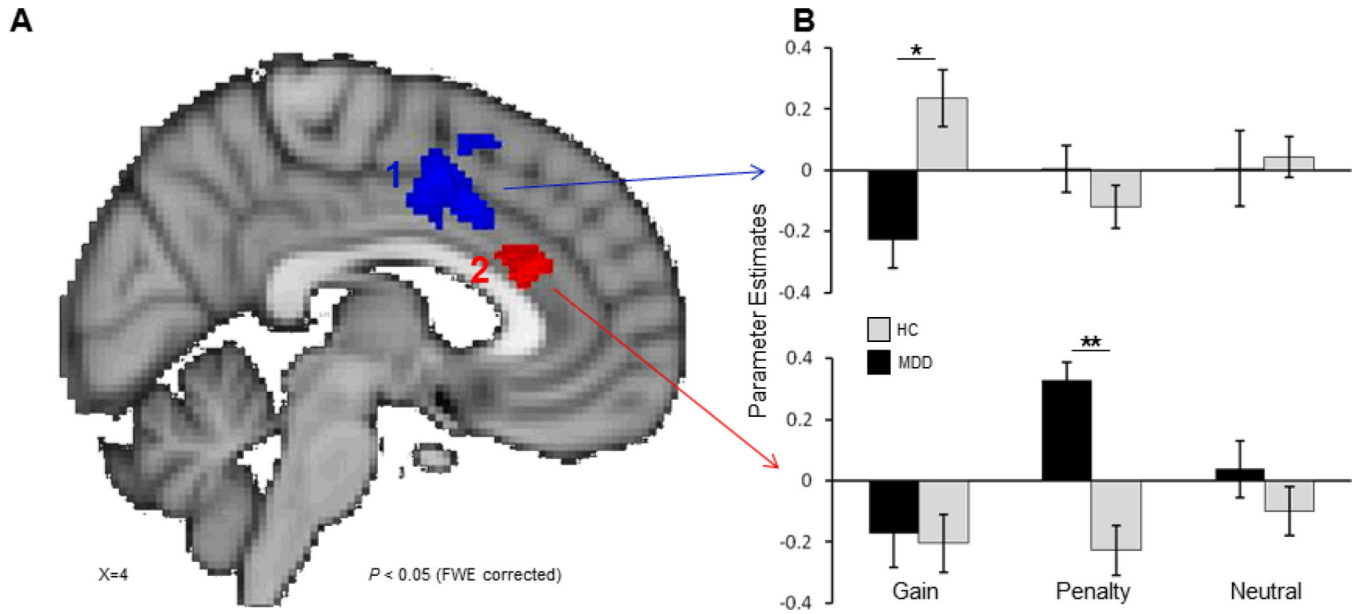 A
B
1
2
X=4
P < 0.05 (FWE corrected)
Parameter Estimates
0.4
0.2
0
-0.2
-0.4
*
HC
MDD
0.4
0.2
0
-0.2
-0.4
**
Gain Penalty Neutral